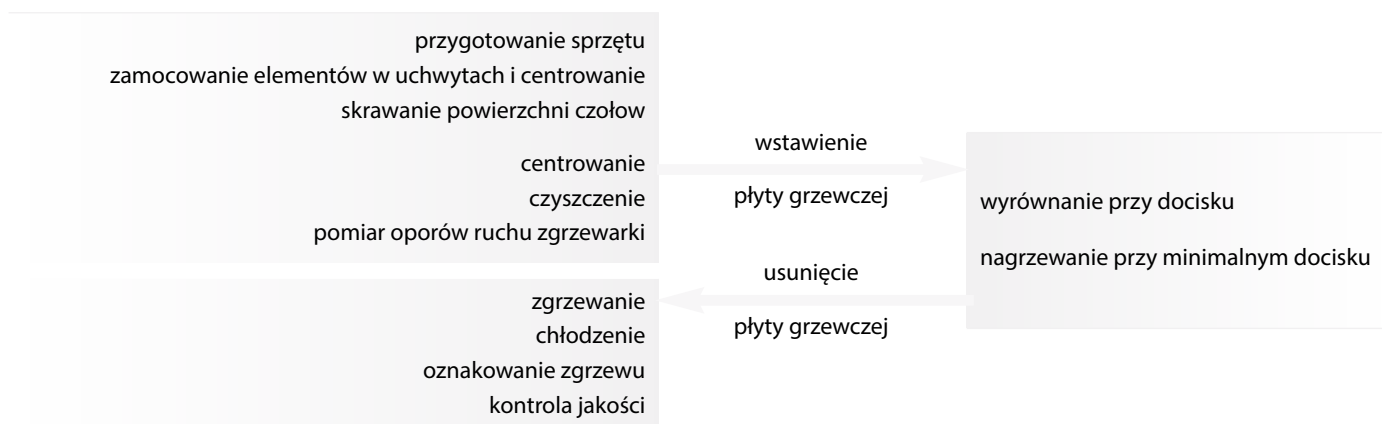 przygotowanie sprzętu
zamocowanie elementów w uchwytach i centrowanie
skrawanie powierzchni czołow
centrowanie
czyszczenie
pomiar oporów ruchu zgrzewarki
wstawienie
płyty grzewczej
wyrównanie przy docisku
nagrzewanie przy minimalnym docisku
usunięcie
płyty grzewczej
zgrzewanie
chłodzenie
oznakowanie zgrzewu
kontrola jakości